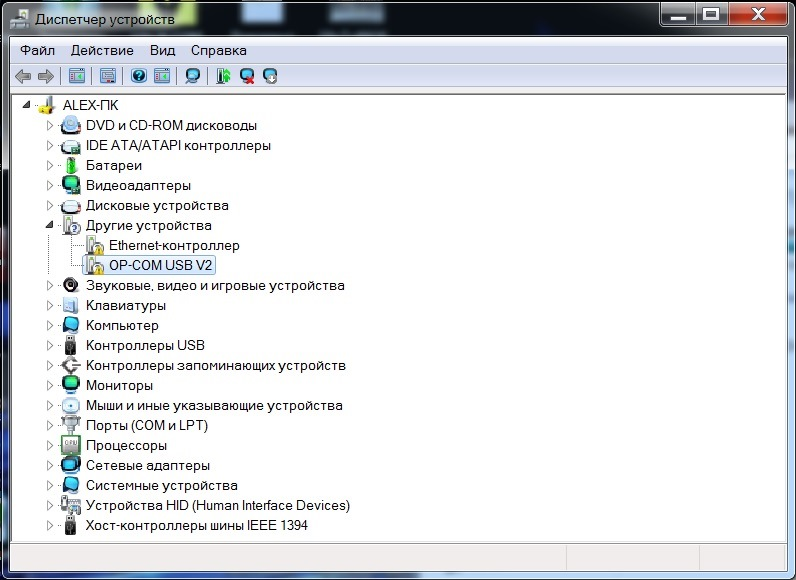 Диспетчер устройств
Файл Действие Вид Справка
ALEX-ПК
DVD и CD-ROM дисководы
IDE ATA/ATAPI контроллеры
Батареи
Видеоадаптеры
Дисковые устройства
Другие устройства
Ethernet-контроллер
OP-COM USB V2
Звуковые, видео и игровые устройства
Клавиатуры
Компьютер
Контроллеры USB
Контроллеры запоминающих устройств
Мониторы
Мыши и иные указывающие устройства
Порты (COM и LPT)
Процессоры
Сетевые адаптеры
Системные устройства
Устройства HID (Human Interface Devices)
Хост-контроллеры шины IEEE 1394